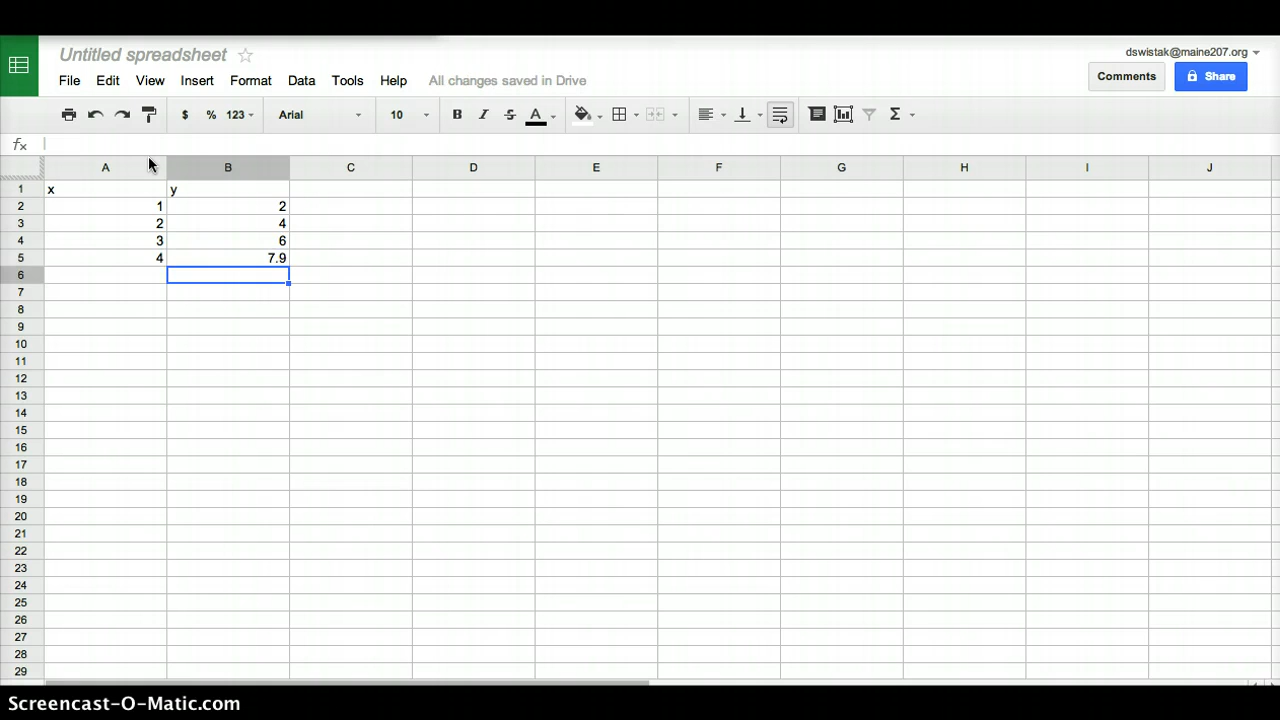 Untitled spreadsheet
dswistak@maine207.org
File Edit View Insert Format Data Tools Help All changes saved in Drive
Comments Share
$ % 123 Arial 10 B I S A Σ
fx
A B C D E F G H I J
1 x y
2 1 2
3 2 4
4 3 6
5 4 7.9
6
7
8
9
10
11
12
13
14
15
16
17
18
19
20
21
22
23
24
25
26
27
28
29
Screencast-O-Matic.com